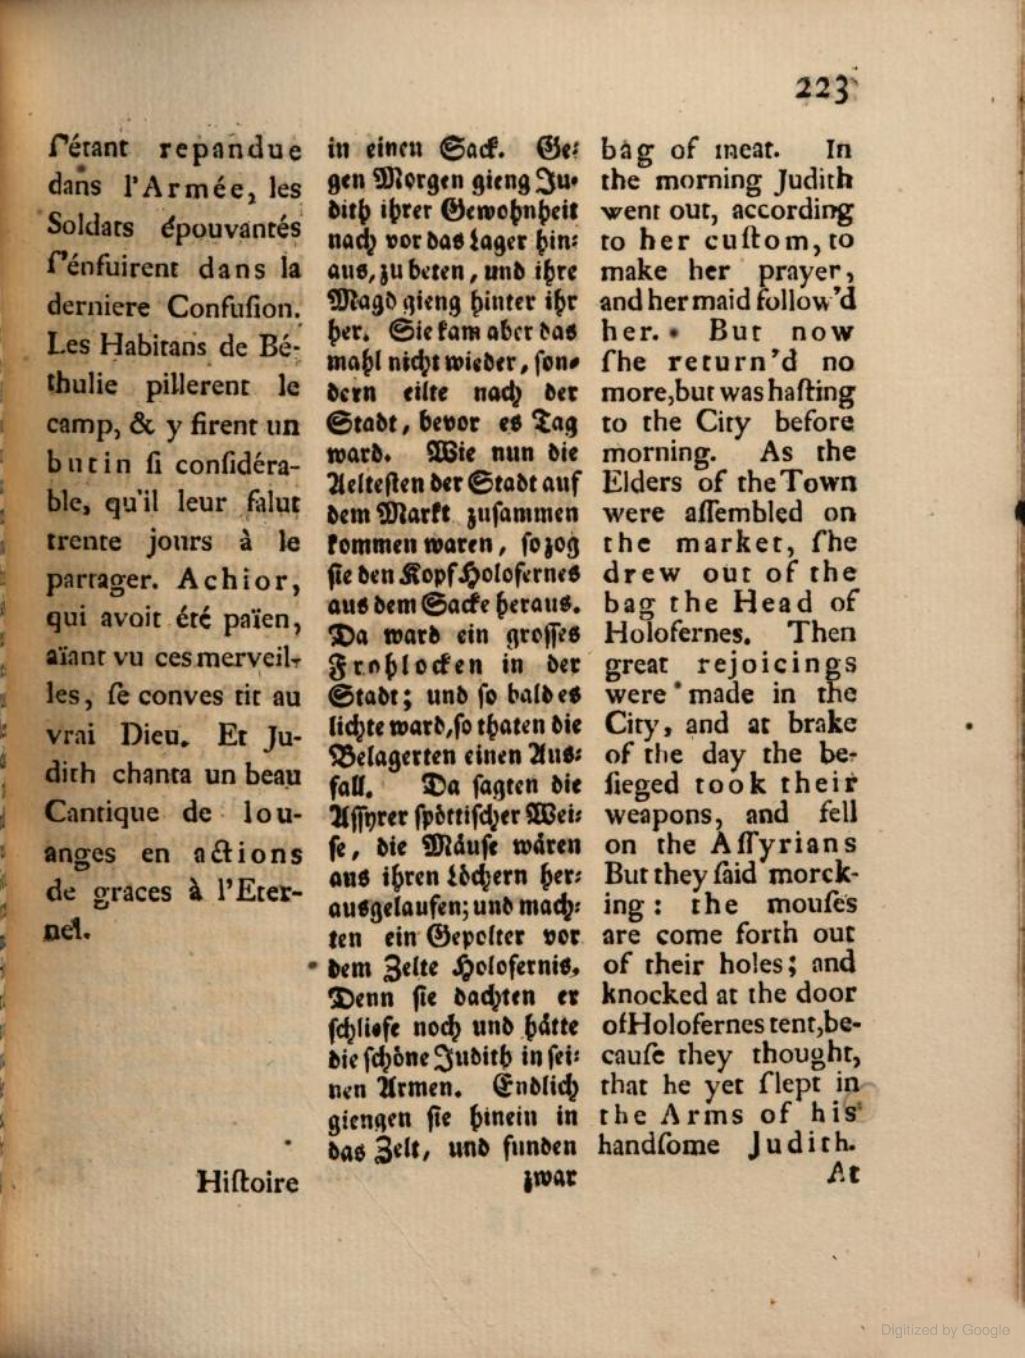 223
ſ'étant repandue
dans l'Armée, les
Soldats épouvantés
ſ'énfuirent dans la
derniere Confuſion.
Les Habitans de Bé-
thulie pillerent le
camp, & y firent un
butin ſi conſidéra-
ble, qu'il leur falut
trente jours à le
partager. Achior,
qui avoit été païen,
aïant vu ces merveil-
les, ſe conves tit au
vrai Dieu. Et Ju-
dith chanta un beau
Cantique de lou-
anges en actions
de graces à l'Eter-
nel.
Hiſtoire
in einen Sack. Ge-
gen Morgen gieng Ju-
dith ihrer Gewohnheit
nach vor das Lager hin-
aus, zu beten, und ihre
Magd gieng hinter ihr
her. Sie kam aber das
mahl nicht wieder, ſon-
dern eilte nach der
Stadt, bevor es Tag
ward. Wie nun die
Aelteſten der Stadt auf
dem Markt zuſammen
kommen waren, ſo zog
ſie den Kopf Holofernes
aus dem Sacke heraus.
Da ward ein groſſes
Frohlocken in der
Stadt; und ſo bald es
lichte ward, ſo thaten die
Belagerten einen Aus-
fall. Da ſagten die
Aſſyrer ſpöttiſcher Wei-
ſe, die Mäuſe wären
aus ihren Löchern her-
ausgelaufen; und mach-
ten ein Gepolter vor
dem Zelte Holofernis.
Denn ſie dachten er
ſchlieſe noch und hätte
die ſchöne Judith in ſei-
nen Armen. Endlich
giengen ſie hinein in
das Zelt, und funden
zwar
bag of meat. In
the morning Judith
went out, according
to her cuſtom, to
make her prayer,
and her maid follow'd
her. But now
ſhe return'd no
more, but was haſting
to the City before
morning. As the
Elders of the Town
were aſſembled on
the market, ſhe
drew out of the
bag the Head of
Holofernes. Then
great rejoicings
were made in the
City, and at brake
of the day the be-
ſieged took their
weapons, and fell
on the Aſſyrians
But they ſaid morck-
ing: the mouſes
are come forth out
of their holes; and
knocked at the door
of Holofernes tent, be-
cauſe they thought,
that he yet ſlept in
the Arms of his
handſome Judith.
At
Digitized by Google